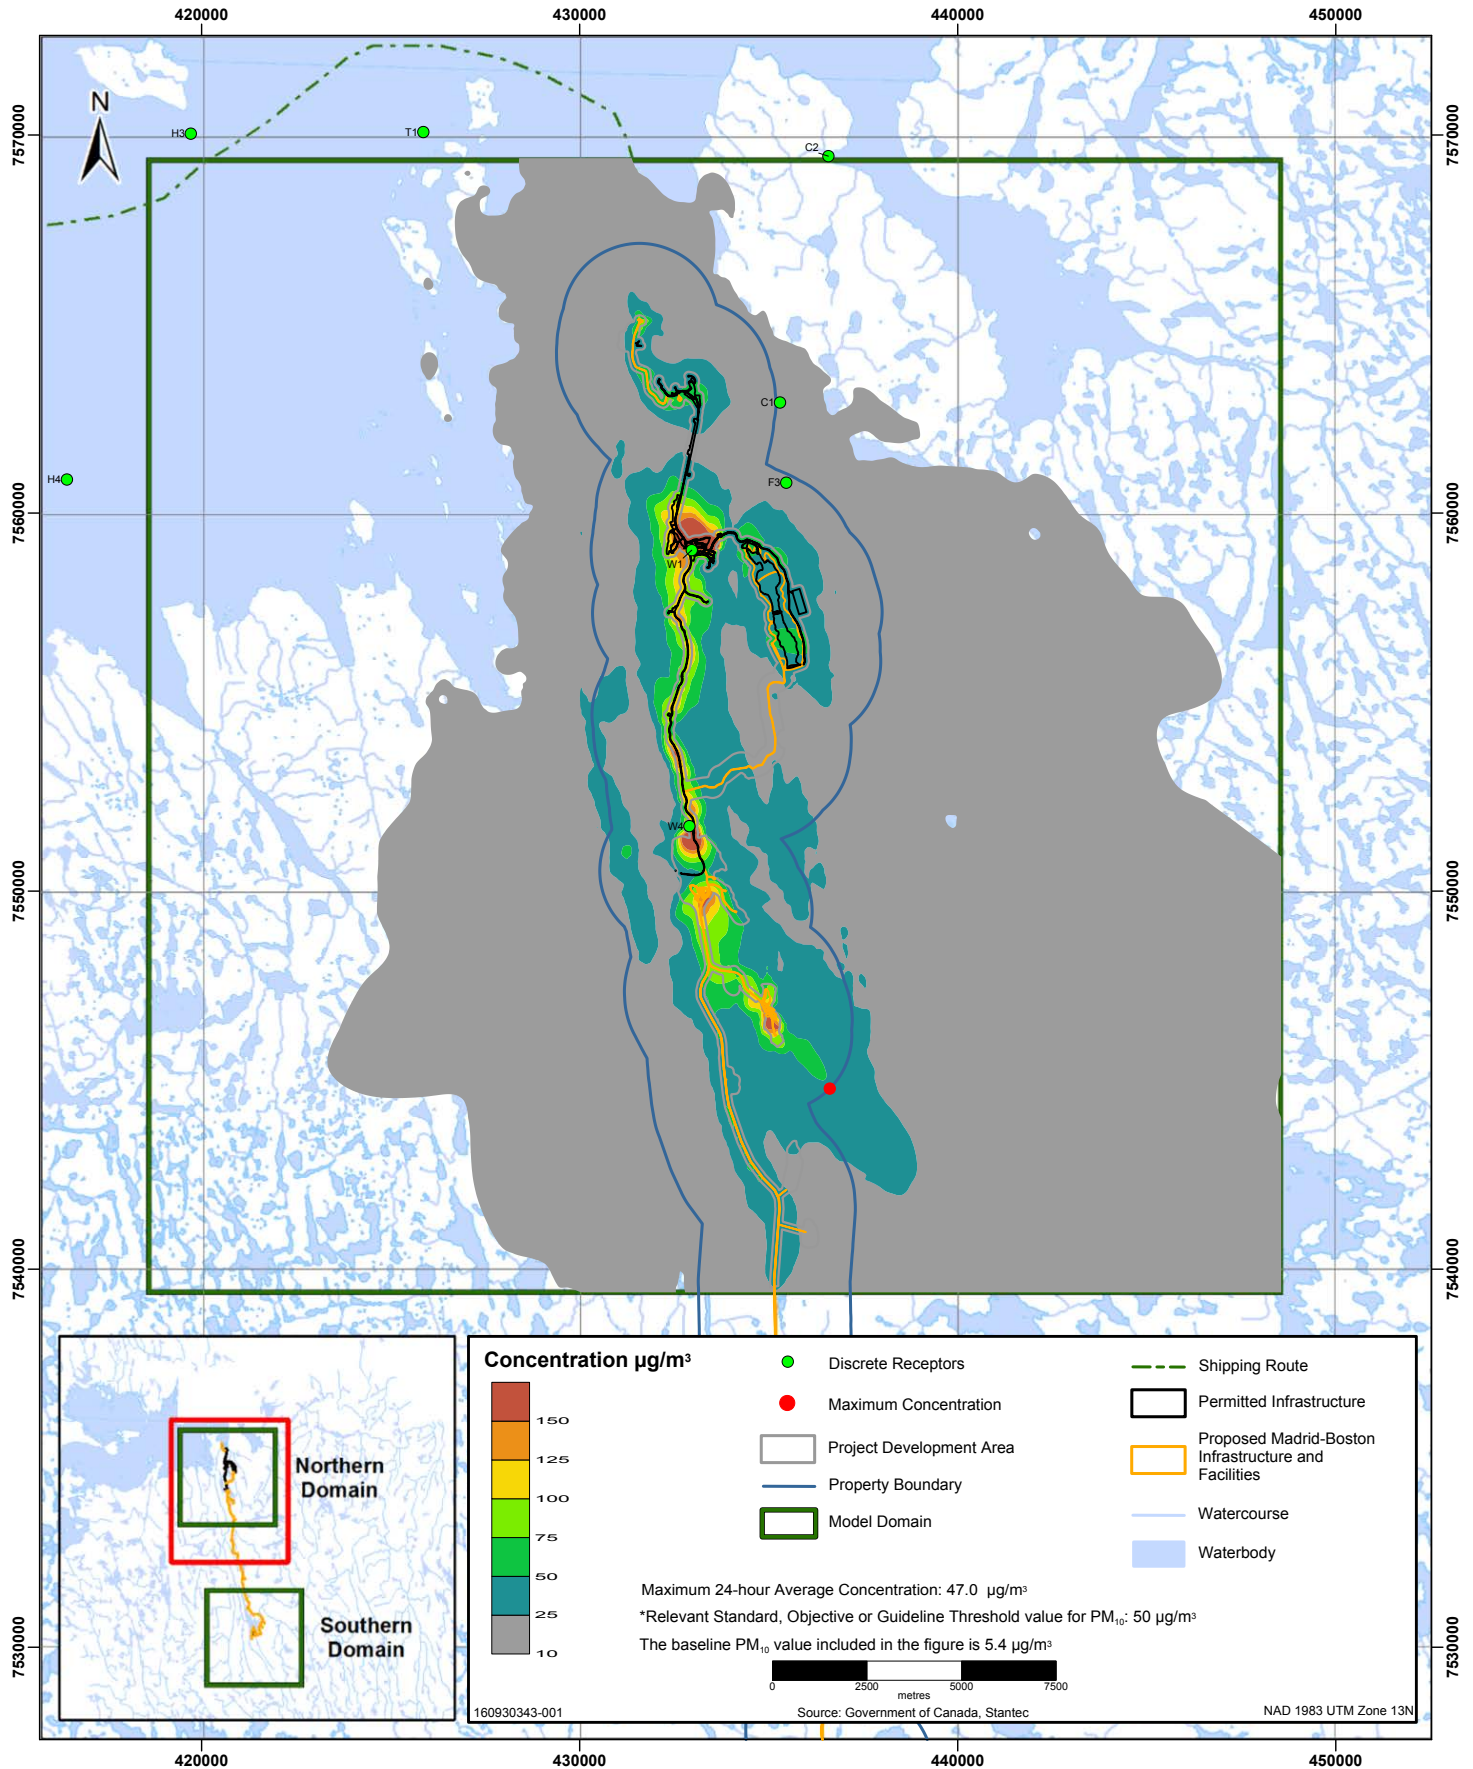 420000
430000
440000
450000
N
7570000
7570000
H3
T1
C2
C1
H4
F3
7560000
7560000
W1
W4
7550000
7550000
7540000
7540000
Northern
Domain
Southern
Domain
7530000
7530000
Concentration µg/m³
150
125
100
75
50
25
10
Discrete Receptors
Maximum Concentration
Project Development Area
Property Boundary
Model Domain
Shipping Route
Permitted Infrastructure
Proposed Madrid-Boston
Infrastructure and
Facilities
Watercourse
Waterbody
Maximum 24-hour Average Concentration: 47.0 µg/m³
*Relevant Standard, Objective or Guideline Threshold value for PM₁₀: 50 µg/m³
The baseline PM₁₀ value included in the figure is 5.4 µg/m³
0 2500 5000 7500
metres
160930343-001
Source: Government of Canada, Stantec
NAD 1983 UTM Zone 13N
420000
430000
440000
450000